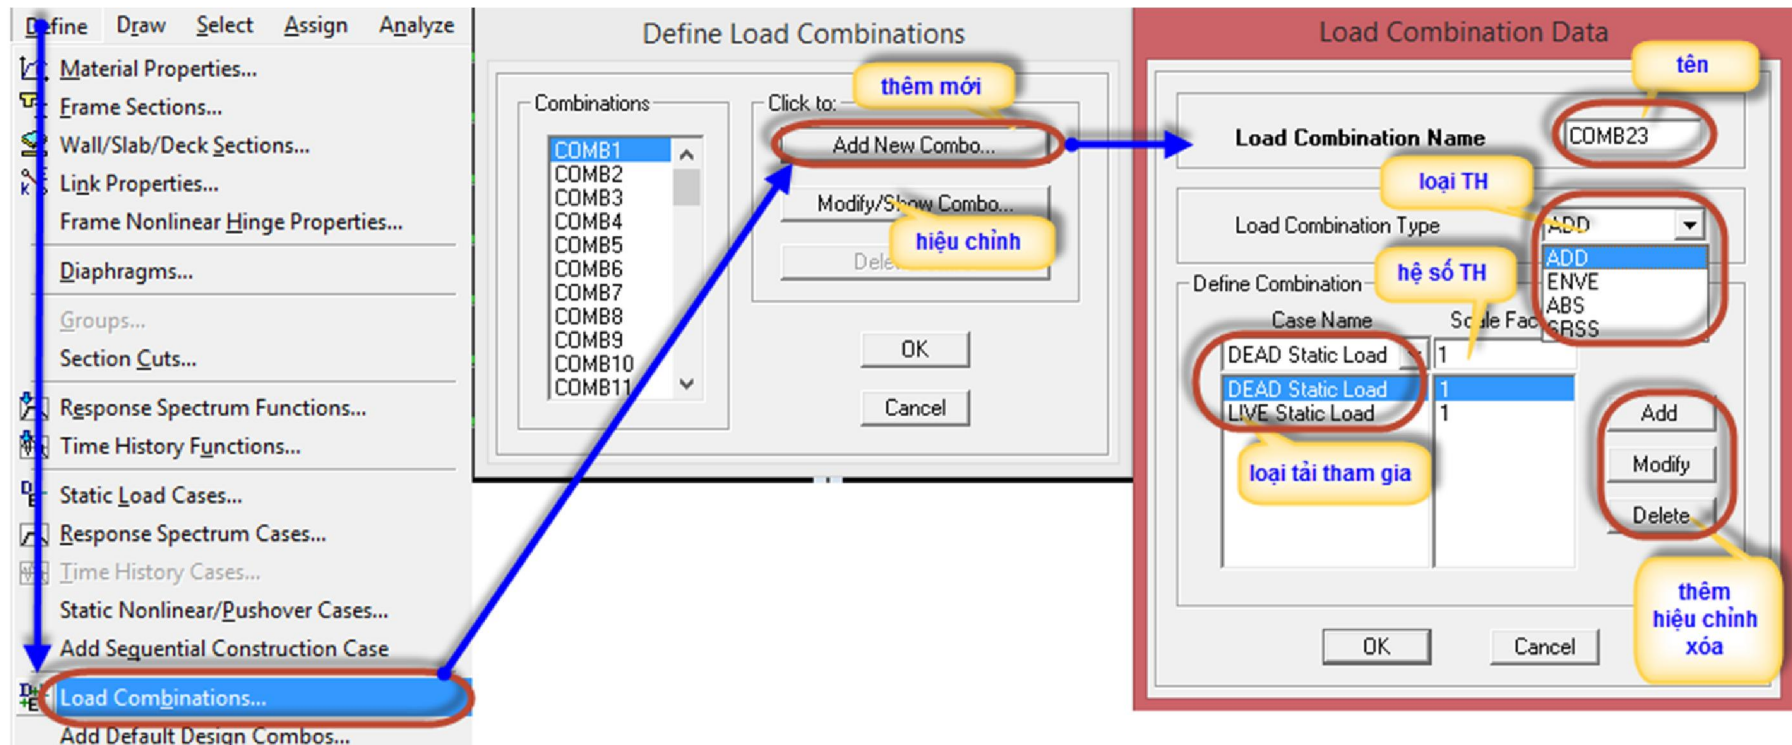 Define Draw Select Assign Analyze
Material Properties...
Frame Sections...
Wall/Slab/Deck Sections...
Link Properties...
Frame Nonlinear Hinge Properties...
Diaphragms...
Groups...
Section Cuts...
Response Spectrum Functions...
Time History Functions...
Static Load Cases...
Response Spectrum Cases...
Time History Cases...
Static Nonlinear/Pushover Cases...
Add Sequential Construction Case
Load Combinations...
Add Default Design Combos...
Define Load Combinations
Combinations
COMB1
COMB2
COMB3
COMB4
COMB5
COMB6
COMB7
COMB8
COMB9
COMB10
COMB11
Click to:
thêm mới
Add New Combo...
Modify/Show Combo...
hiệu chỉnh
OK
Cancel
Load Combination Data
tên
Load Combination Name COMB23
loại TH
Load Combination Type ADD
ADD
ENVE
ABS
SRSS
hệ số TH
Define Combination
Case Name Scale Fac
DEAD Static Load 1
DEAD Static Load 1
LIVE Static Load 1
loại tải tham gia
Add
Modify
Delete
thêm
hiệu chỉnh
xóa
OK Cancel